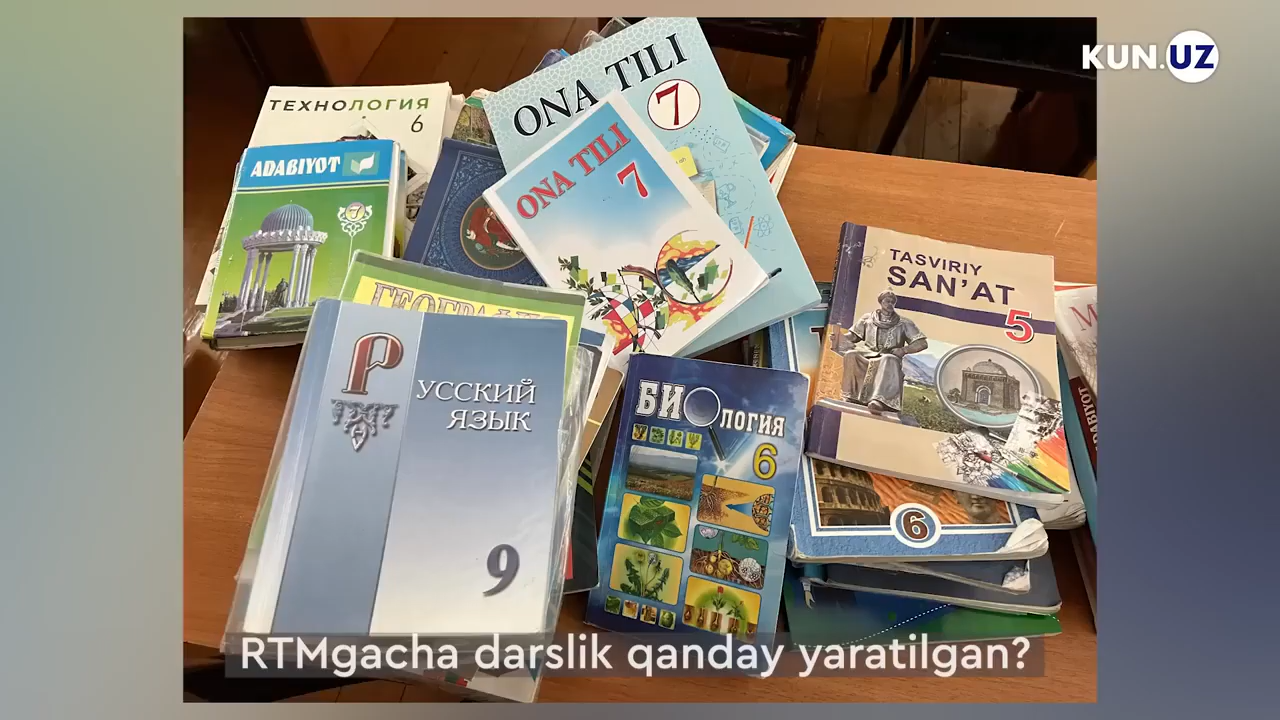 KUN.UZ
ТЕХНОЛОГИЯ
6
ADABIYOT
7
ONA TILI
7
ONA TILI
7
TASVIRIY
SAN'AT
5
РУССКИЙ
ЯЗЫК
9
БИОЛОГИЯ
6
6
RTMgacha darslik qanday yaratilgan?